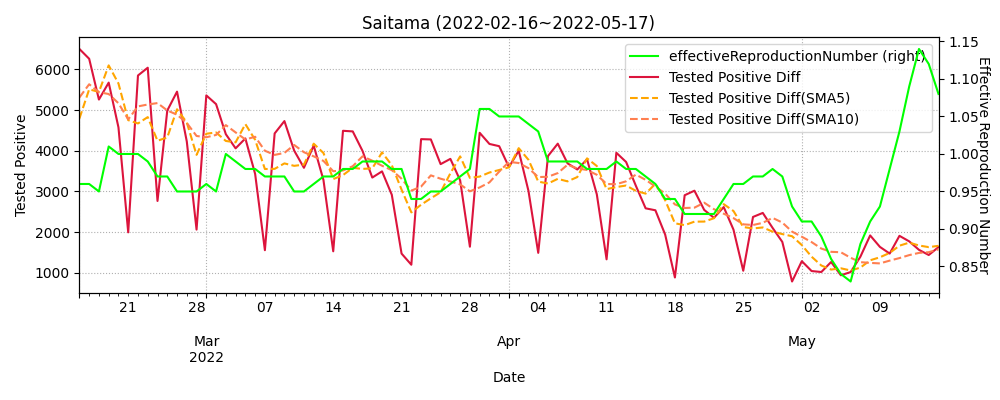 Saitama (2022-02-16~2022-05-17)
effectiveReproductionNumber (right)
Tested Positive Diff
Tested Positive Diff(SMA5)
Tested Positive Diff(SMA10)
Tested Positive
6000
5000
4000
3000
2000
1000
1.15
1.10
1.05
1.00
0.95
0.90
0.85
Effective Reproduction Number
21 28 07 14 21 28 04 11 18 25 02 09
Mar Apr May
2022
Date